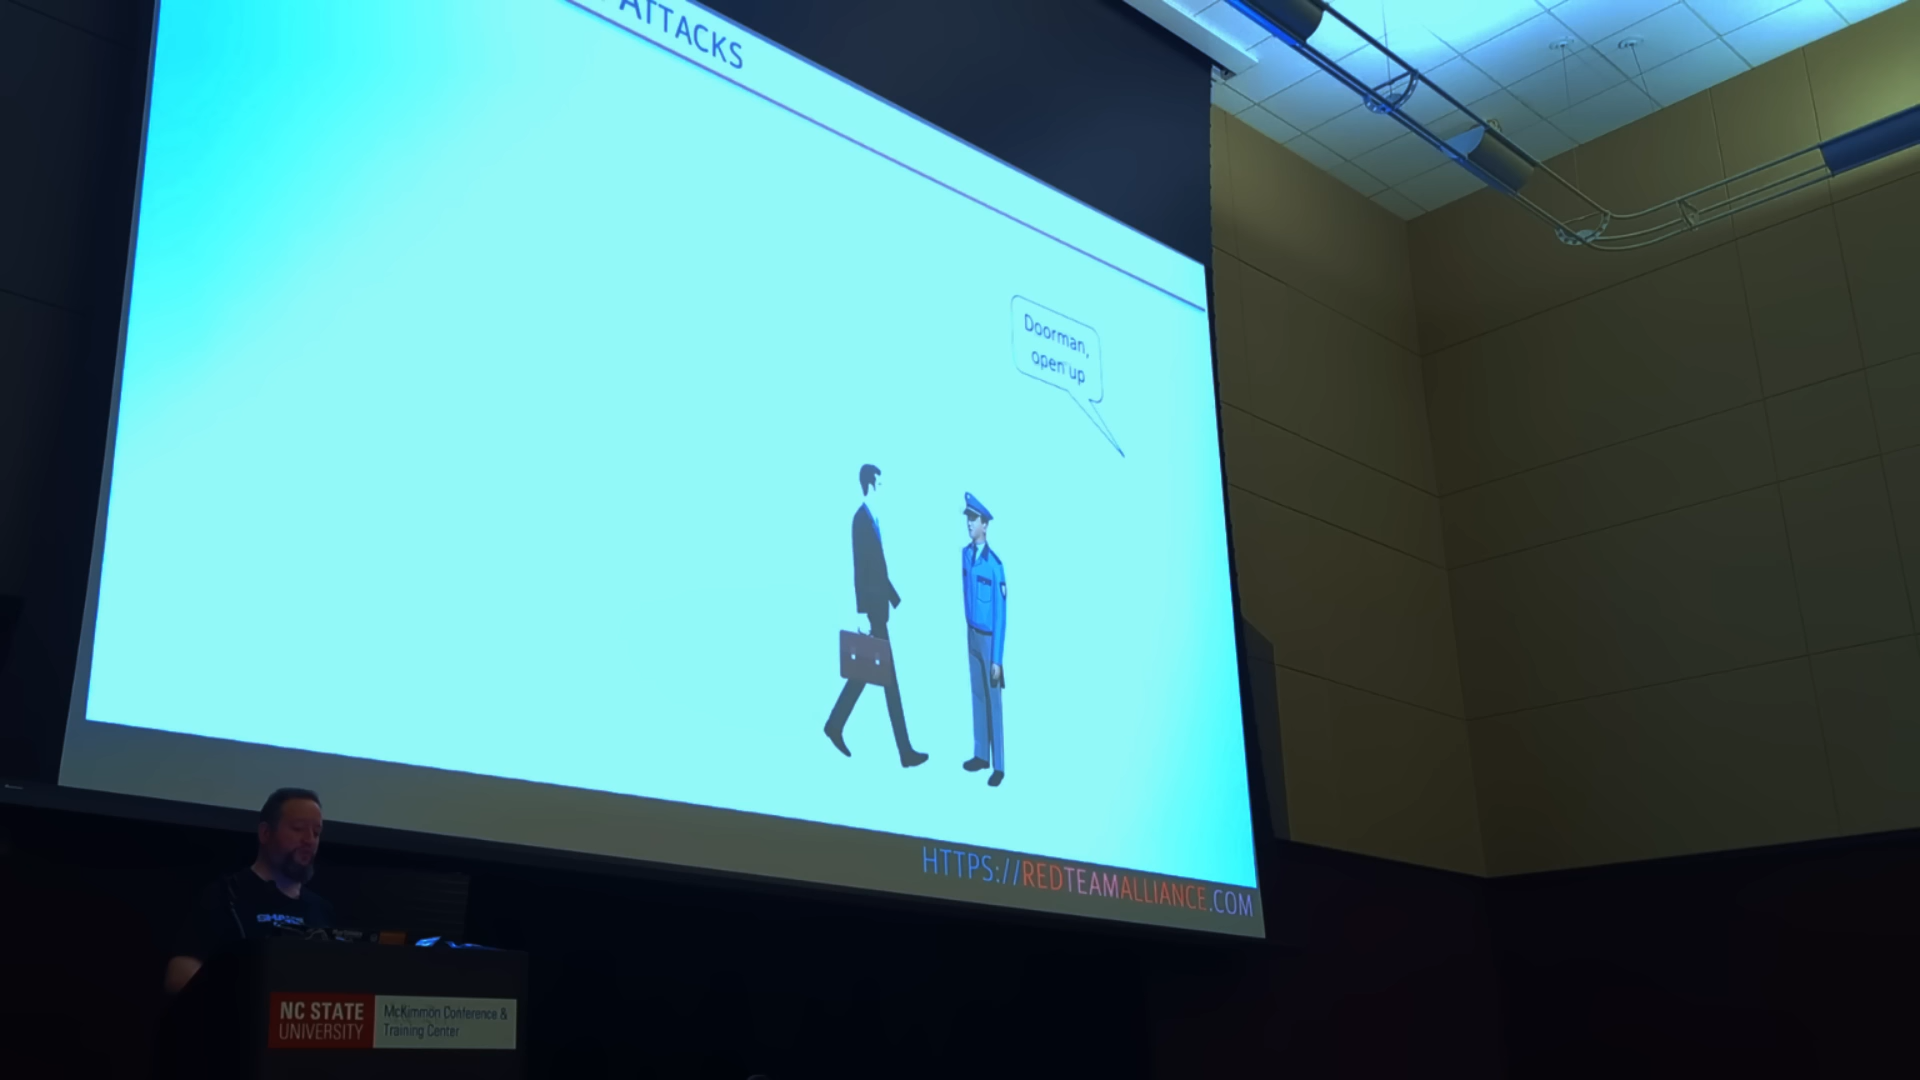 ATTACKS
Doorman,
open up
HTTPS://REDTEAMALLIANCE.COM
NC STATE
UNIVERSITY
McKimmon Conference &
Training Center